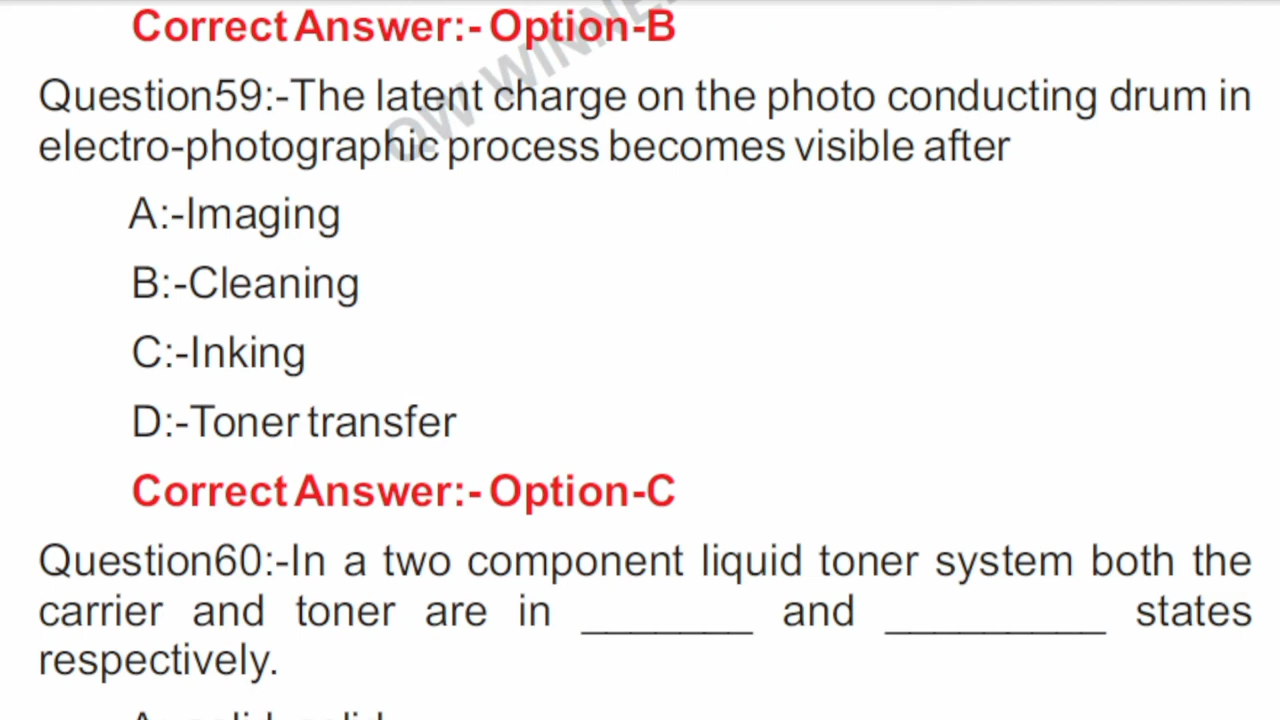 Correct Answer:- Option-B
Question59:-The latent charge on the photo conducting drum in
electro-photographic process becomes visible after
A:-Imaging
B:-Cleaning
C:-Inking
D:-Toner transfer
Correct Answer:- Option-C
Question60:-In a two component liquid toner system both the
carrier and toner are in _______ and _________ states
respectively.